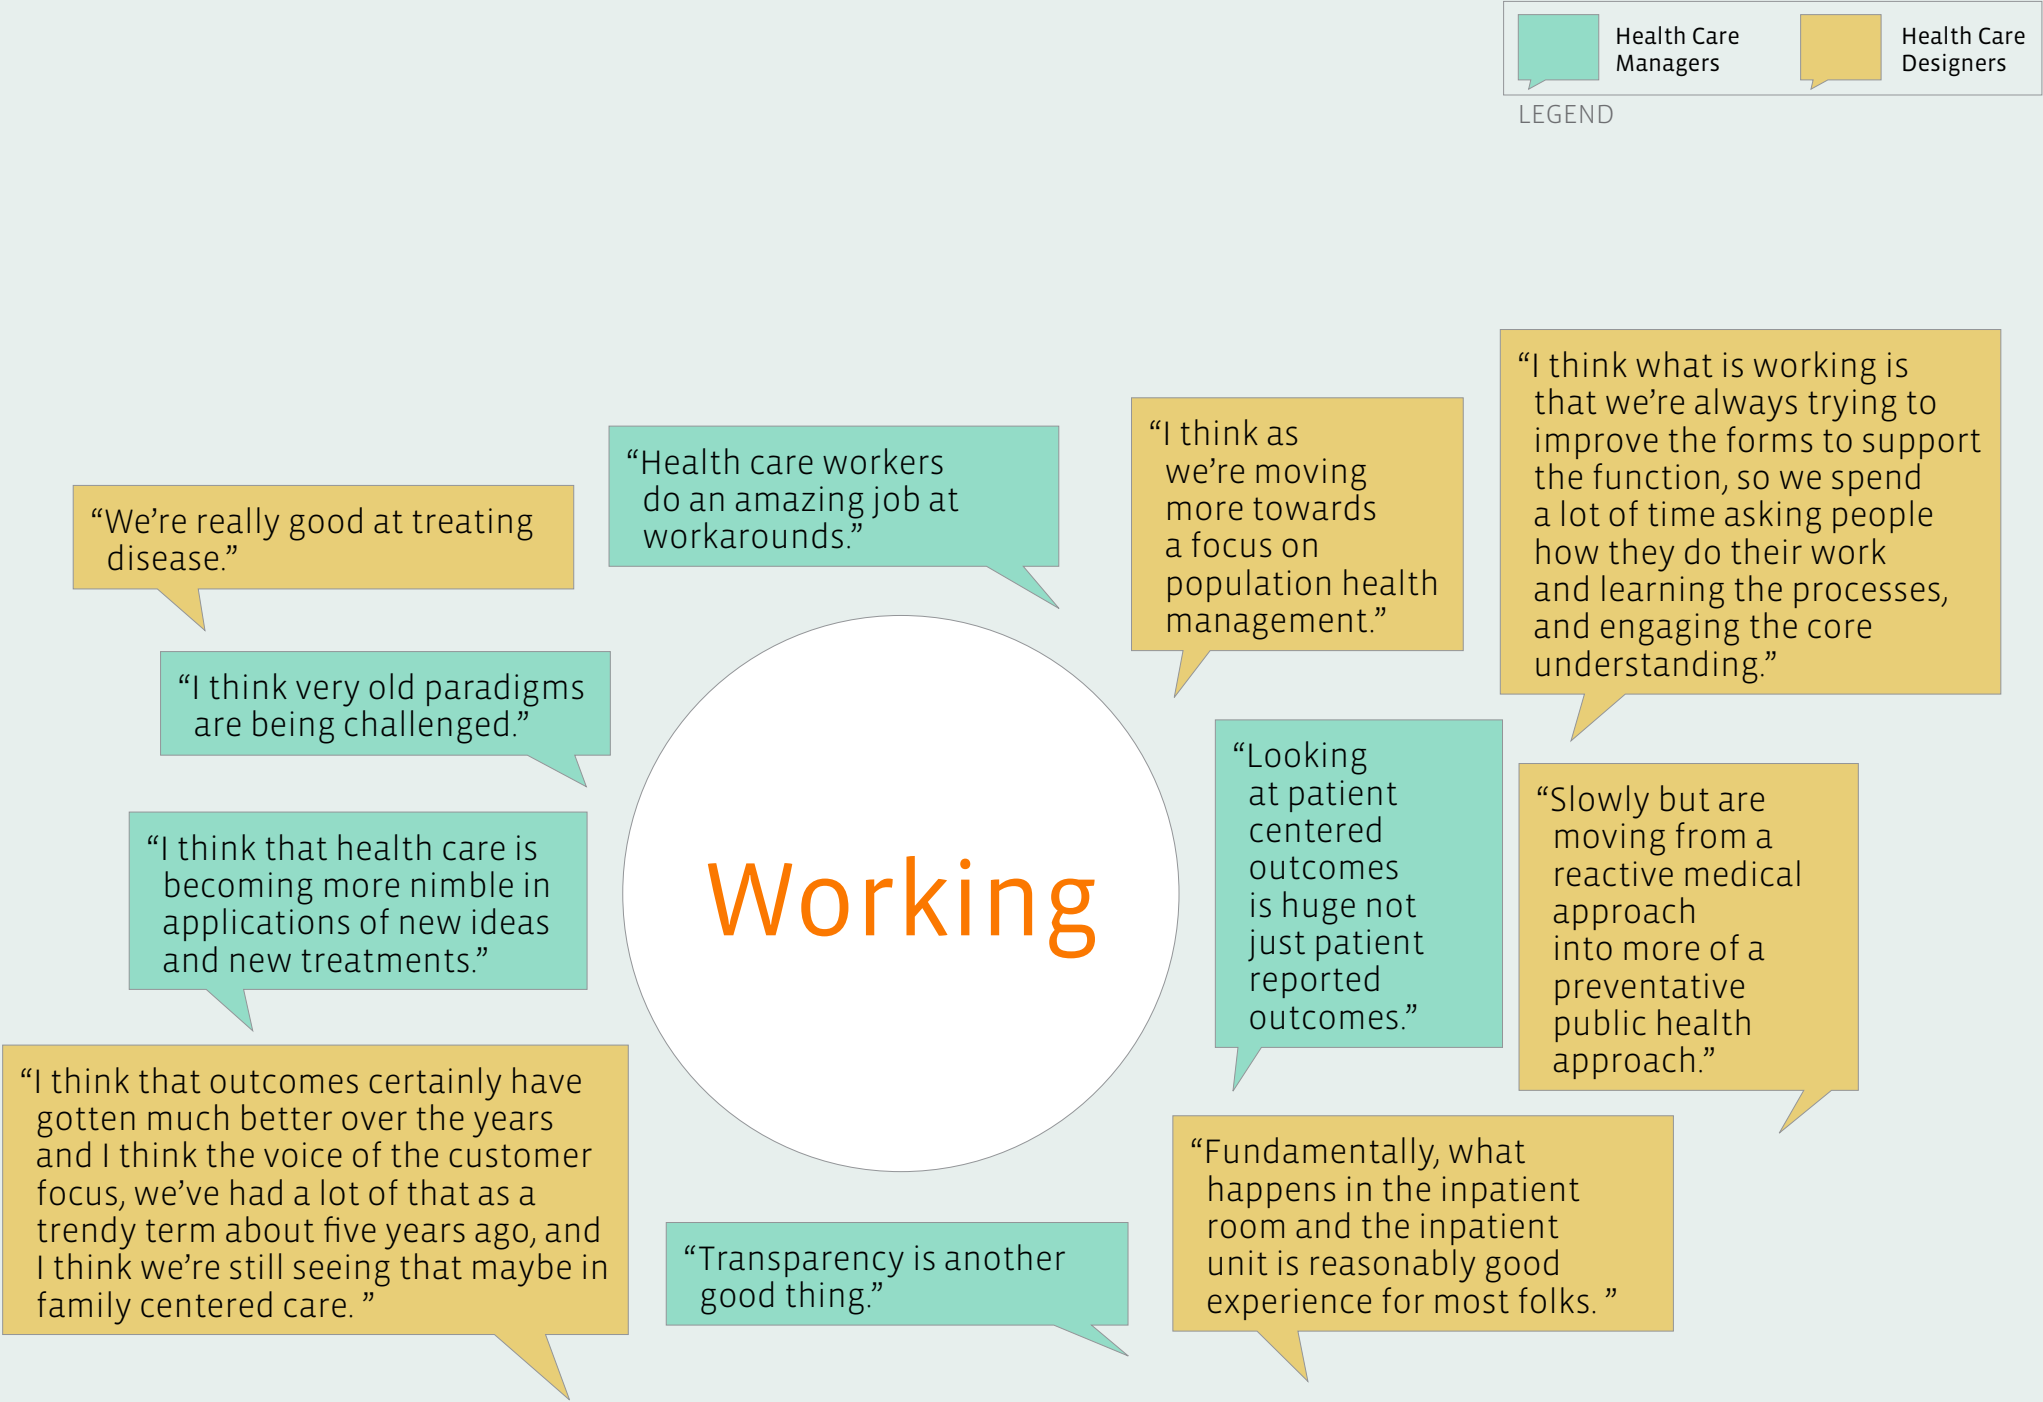 Health Care
Managers
Health Care
Designers
LEGEND
“I think what is working is
that we’re always trying to
improve the forms to support
the function, so we spend
a lot of time asking people
how they do their work
and learning the processes,
and engaging the core
understanding.”
“I think as
we’re moving
more towards
a focus on
population health
management.”
“Health care workers
do an amazing job at
workarounds.”
“We’re really good at treating
disease.”
“I think very old paradigms
are being challenged.”
“Looking
at patient
centered
outcomes
is huge not
just patient
reported
outcomes.”
“Slowly but are
moving from a
reactive medical
approach
into more of a
preventative
public health
approach.”
“I think that health care is
becoming more nimble in
applications of new ideas
and new treatments.”
Working
“I think that outcomes certainly have
gotten much better over the years
and I think the voice of the customer
focus, we’ve had a lot of that as a
trendy term about five years ago, and
I think we’re still seeing that maybe in
family centered care. ”
“Fundamentally, what
happens in the inpatient
room and the inpatient
unit is reasonably good
experience for most folks. ”
“Transparency is another
good thing.”